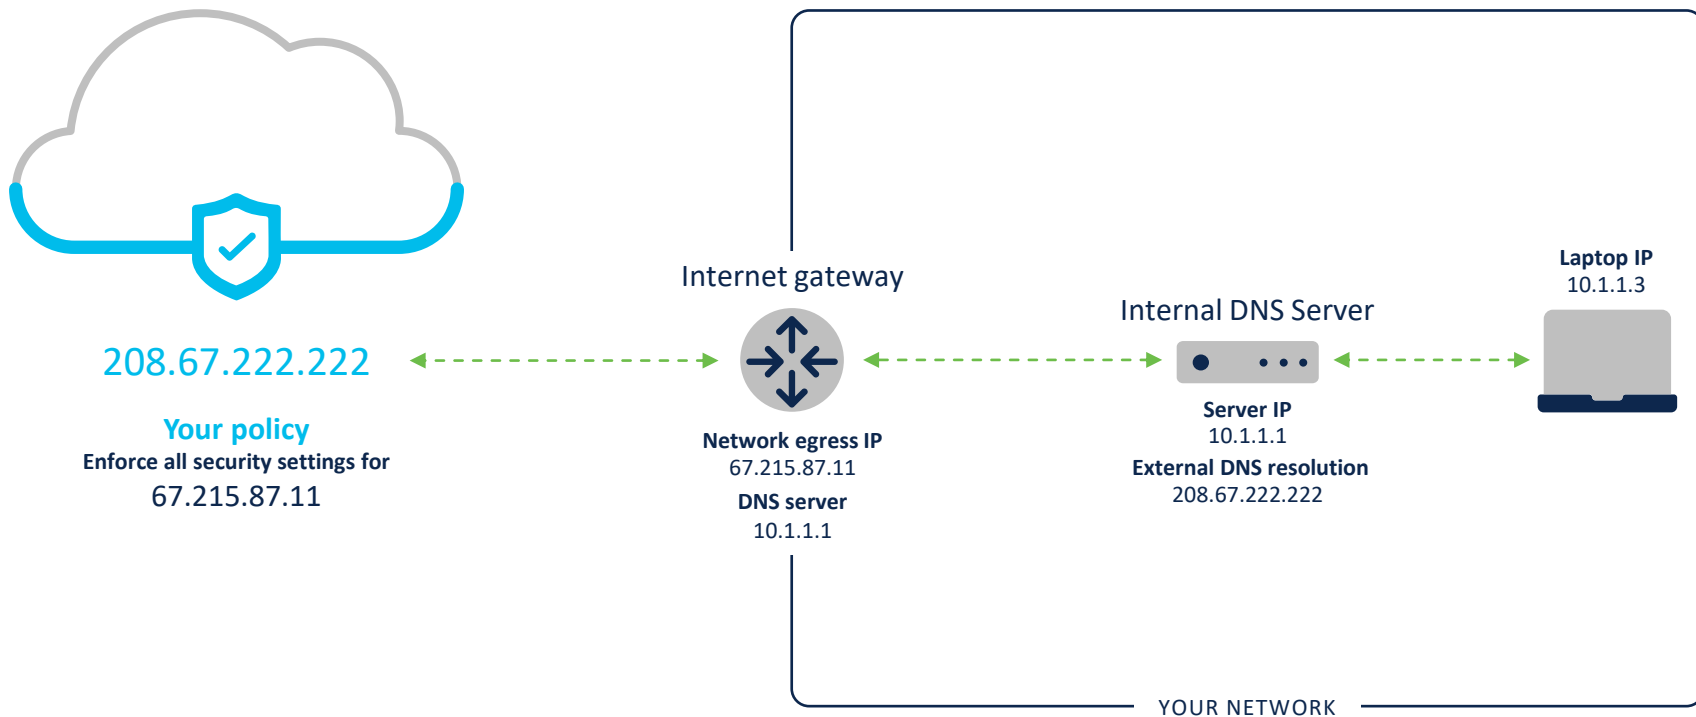 208.67.222.222
Your policy
Enforce all security settings for
67.215.87.11
Internet gateway
Network egress IP
67.215.87.11
DNS server
10.1.1.1
Internal DNS Server
Server IP
10.1.1.1
External DNS resolution
208.67.222.222
Laptop IP
10.1.1.3
YOUR NETWORK